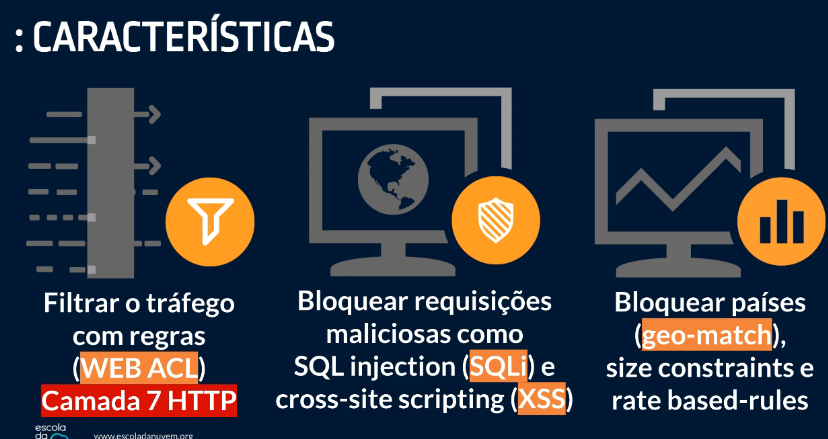 : CARACTERÍSTICAS
Filtrar o tráfego
com regras
(WEB ACL)
Camada 7 HTTP
Bloquear requisições
maliciosas como
SQL injection (SQLi) e
cross-site scripting (XSS)
Bloquear países
(geo-match),
size constraints e
rate based-rules
escola
da
www.escoladanuvem.org